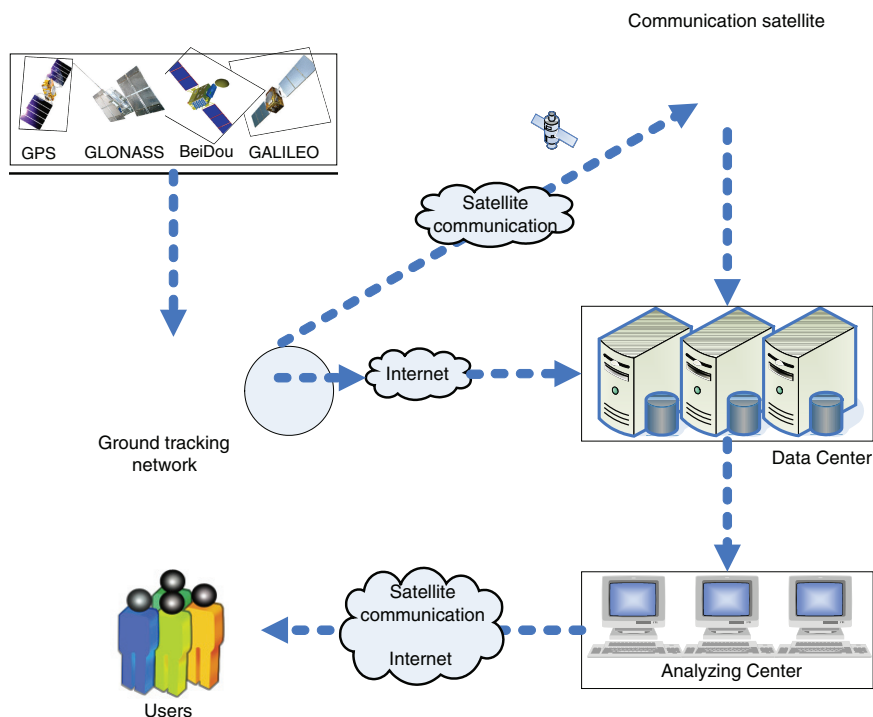 Communication satellite
GPS GLONASS BeiDou GALILEO
Satellite
communication
Internet
Ground tracking
network
Data Center
Satellite
communication
Internet
Analyzing Center
Users